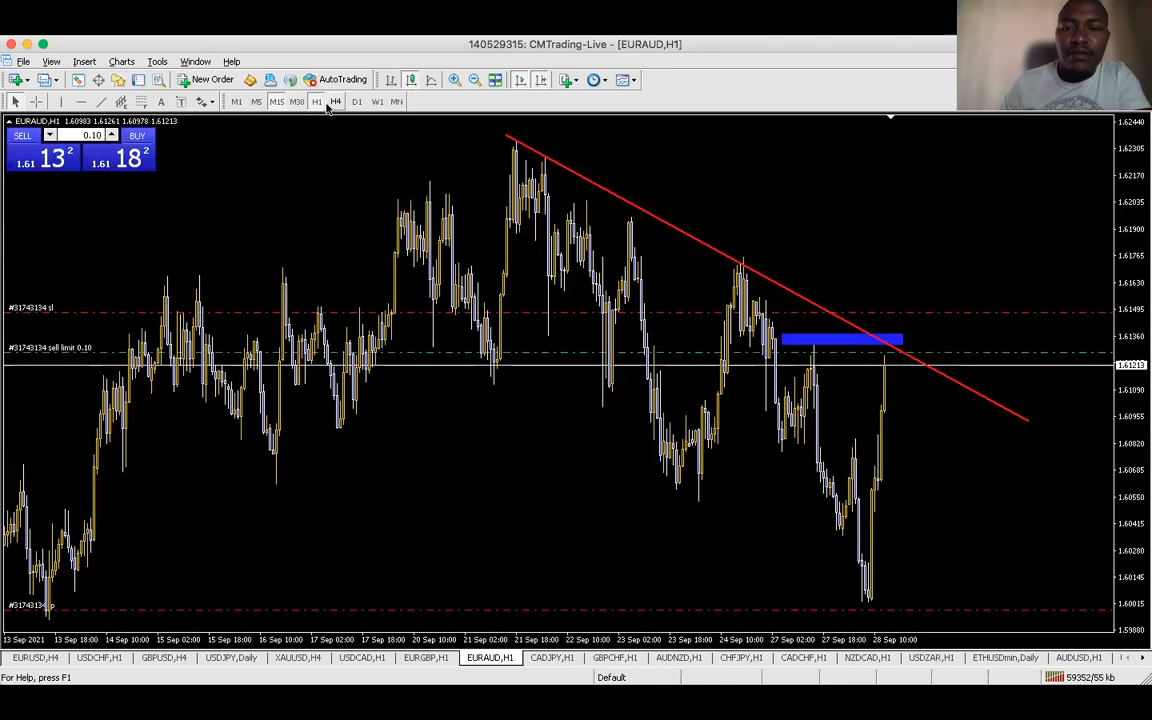 140529315: CMTrading-Live - [EURAUD,H1]
File View Insert Charts Tools Window Help
New Order AutoTrading
A T M1 M5 M15 M30 H1 H4 D1 W1 MN
EURAUD,H1 1.60983 1.61261 1.60978 1.61213
SELL 0.10 BUY
1.61 13 2 1.61 18 2
1.62440
1.62305
1.62170
1.62035
1.61900
1.61765
1.61630
#31743134 sl
1.61495
1.61360
#31743134 sell limit 0.10
1.61213
1.61090
1.60955
1.60820
1.60685
1.60550
1.60415
1.60280
1.60145
#31743134 p
1.60015
1.59880
13 Sep 2021 13 Sep 18:00 14 Sep 10:00 15 Sep 02:00 15 Sep 18:00 16 Sep 10:00 17 Sep 02:00 17 Sep 18:00 20 Sep 10:00 21 Sep 02:00 21 Sep 18:00 22 Sep 10:00 23 Sep 02:00 23 Sep 18:00 24 Sep 10:00 27 Sep 02:00 27 Sep 18:00 28 Sep 10:00
EURUSD,H4 USDCHF,H1 GBPUSD,H4 USDJPY,Daily XAUUSD,H4 USDCAD,H1 EURGBP,H1 EURAUD,H1 CADJPY,H1 GBPCHF,H1 AUDNZD,H1 CHFJPY,H1 CADCHF,H1 NZDCAD,H1 USDZAR,H1 ETHUSDmin,Daily AUDUSD,H1
For Help, press F1 Default 59352/55 kb